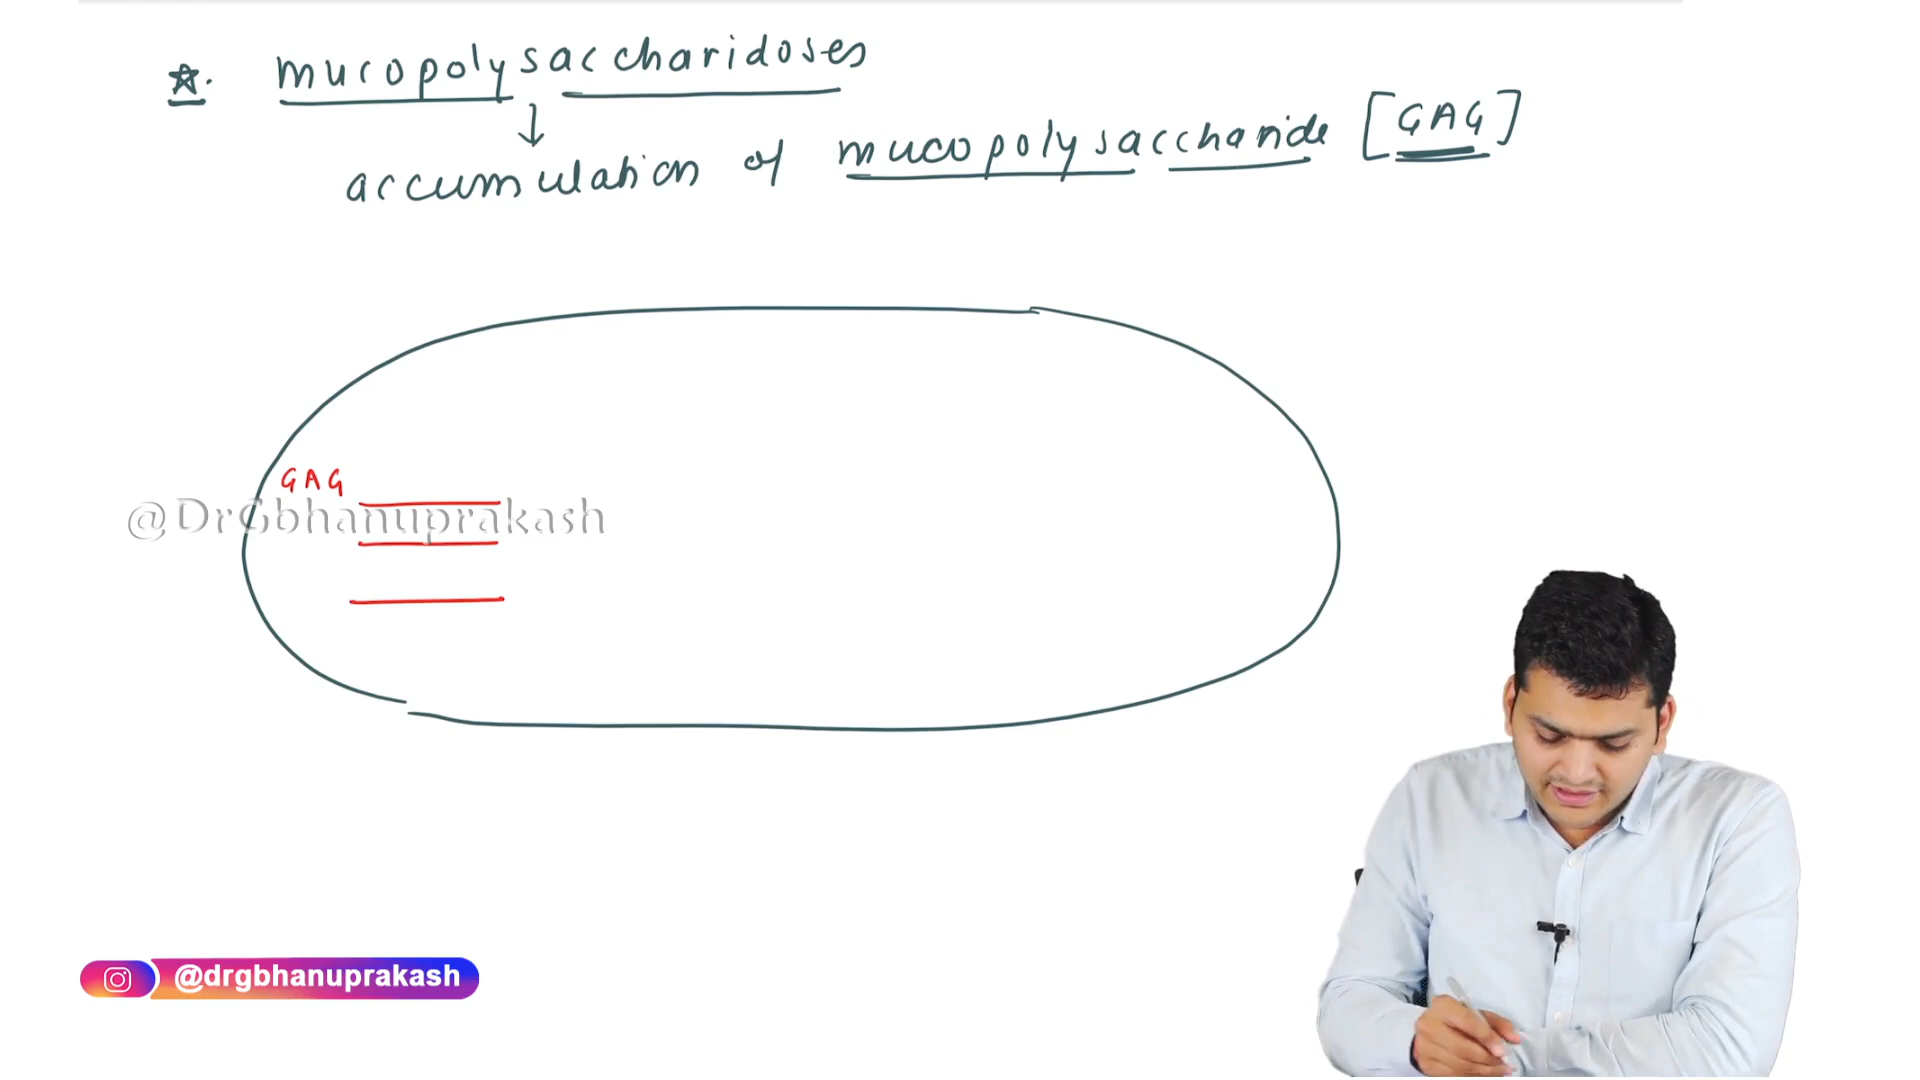 mucopolysaccharidoses
accumulation of mucopolysaccharide [GAG]
GAG
@DrGbhanuprakash
@drgbhanuprakash